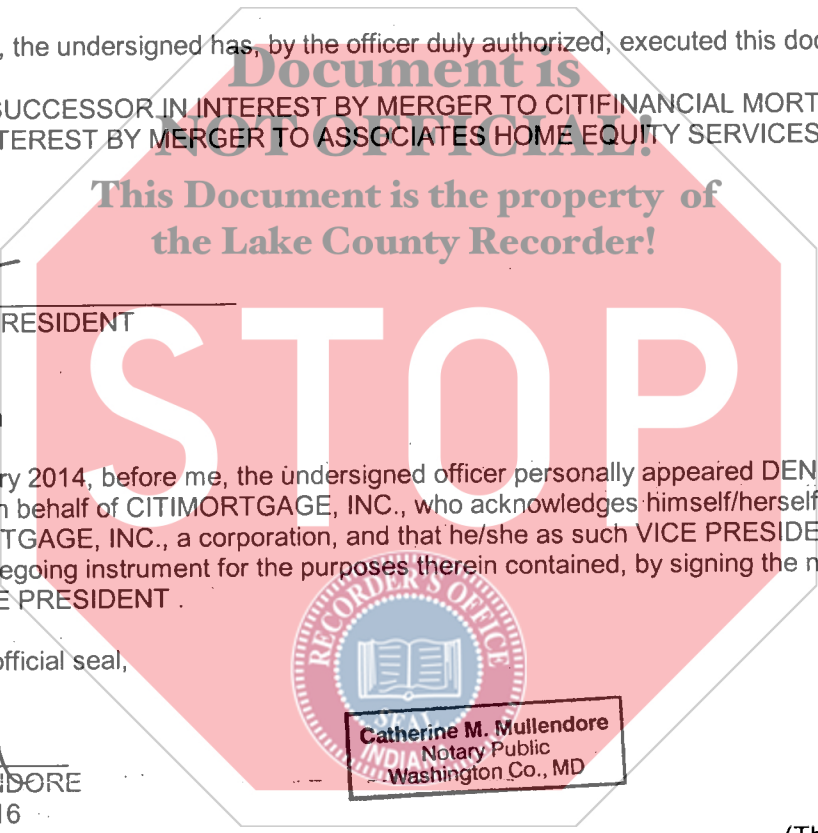 , the undersigned has, by the officer duly authorized, executed this doc
Document is
SUCCESSOR IN INTEREST BY MERGER TO CITIFINANCIAL MORT
NOT OFFICIAL!
TEREST BY MERGER TO ASSOCIATES HOME EQUITY SERVICES
This Document is the property of
the Lake County Recorder!
RESIDENT
STOP
ry 2014, before me, the undersigned officer personally appeared DEN
n behalf of CITIMORTGAGE, INC., who acknowledges himself/herself
TGAGE, INC., a corporation, and that he/she as such VICE PRESIDE
egoing instrument for the purposes therein contained, by signing the n
E PRESIDENT .
RECORDER'S OFFICE
official seal,
SEAL
INDIANA
Catherine M. Mullendore
Notary Public
Washington Co., MD
NDORE
16
(Th